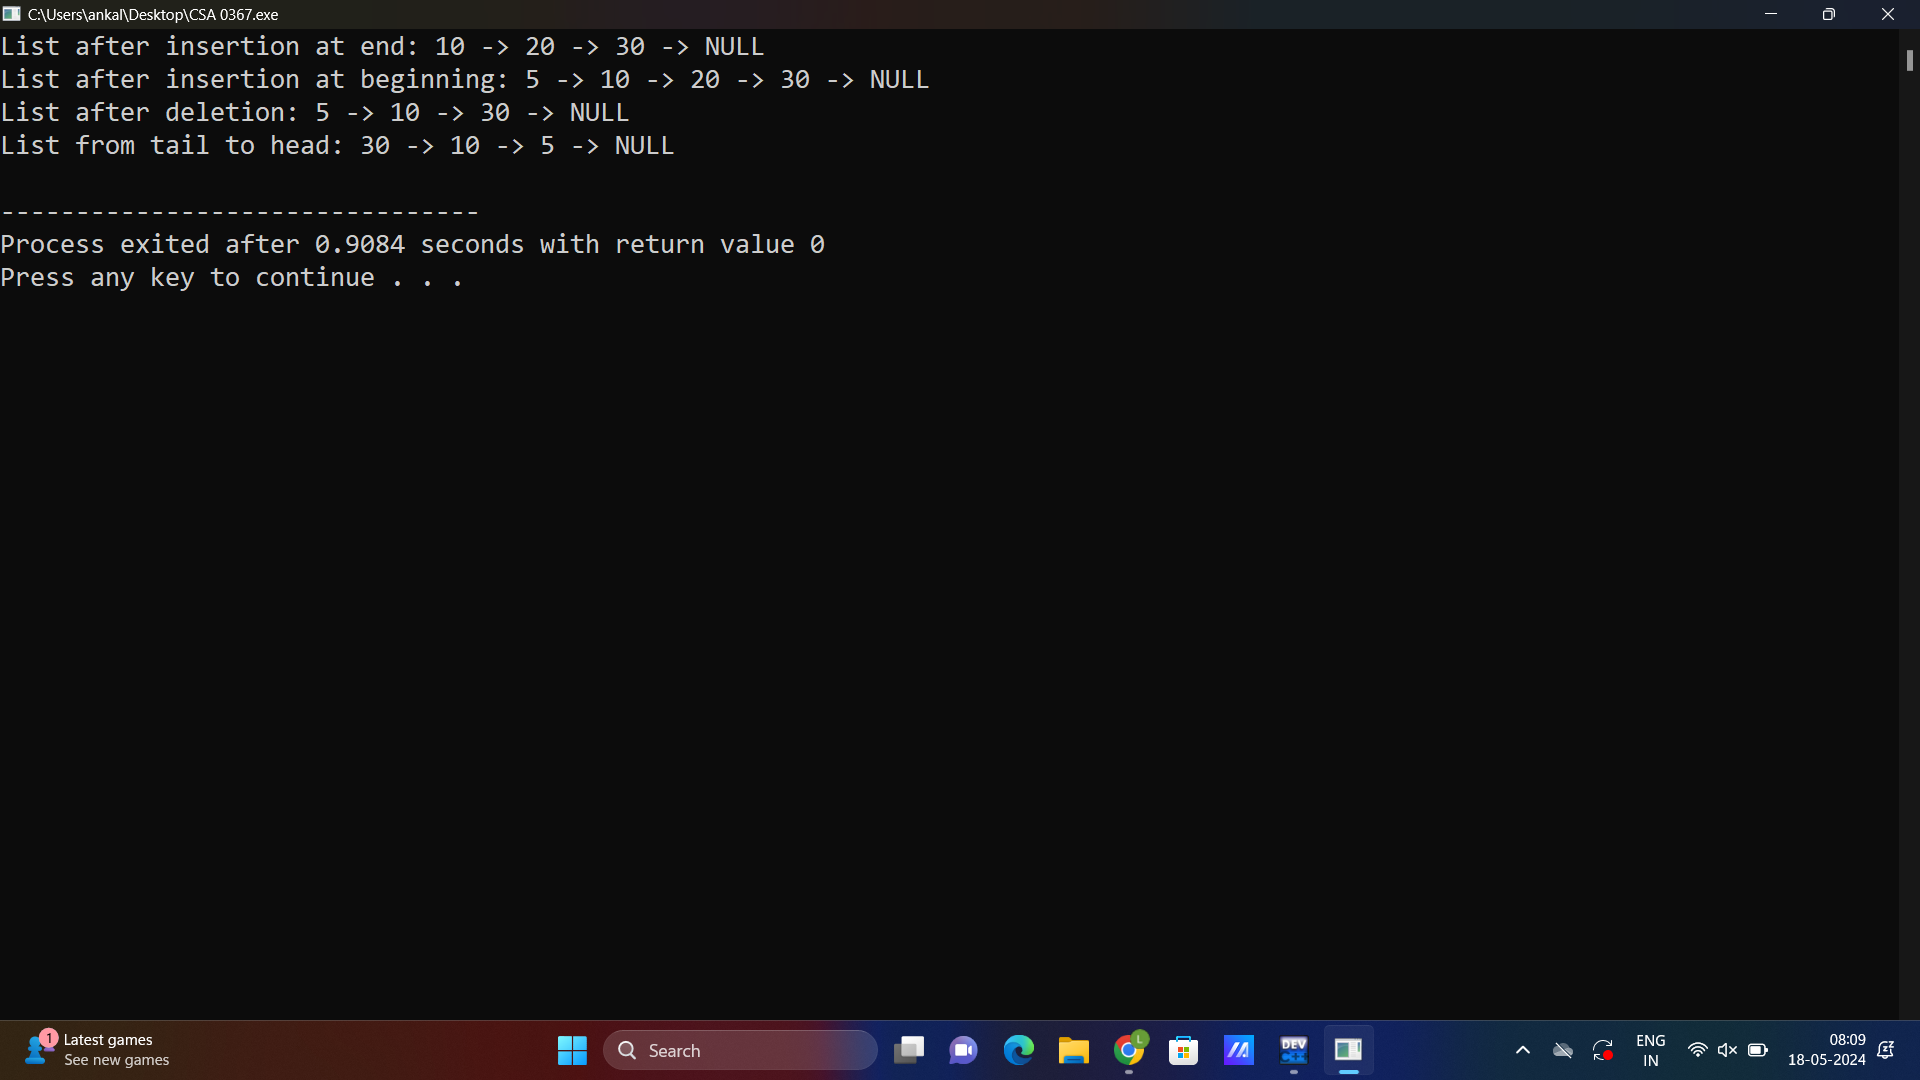 C:\Users\ankal\Desktop\CSA 0367.exe
List after insertion at end: 10 -> 20 -> 30 -> NULL
List after insertion at beginning: 5 -> 10 -> 20 -> 30 -> NULL
List after deletion: 5 -> 10 -> 30 -> NULL
List from tail to head: 30 -> 10 -> 5 -> NULL
--------------------------------
Process exited after 0.9084 seconds with return value 0
Press any key to continue . . .
1
Latest games
See new games
Search
L
DEV
C++
ENG
IN
08:09
18-05-2024